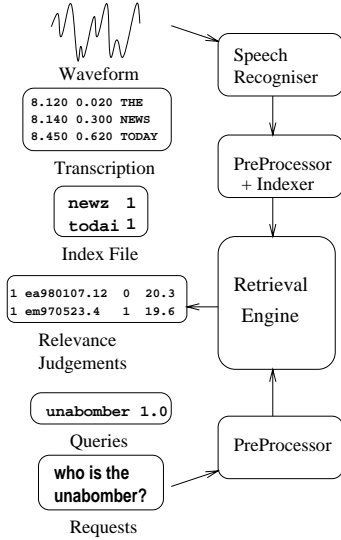 Waveform
Speech
Recogniser
8.120 0.020 THE
8.140 0.300 NEWS
8.450 0.620 TODAY
Transcription
PreProcessor
+ Indexer
newz 1
todai 1
Index File
Retrieval
Engine
1 ea980107.12 0 20.3
1 em970523.4 1 19.6
Relevance
Judgements
unabomber 1.0
Queries
PreProcessor
who is the
unabomber?
Requests